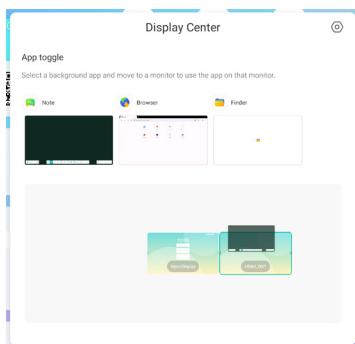 Display Center
App toggle
Select a background app and move to a monitor to use the app on that monitor.
Note
Browser
Finder